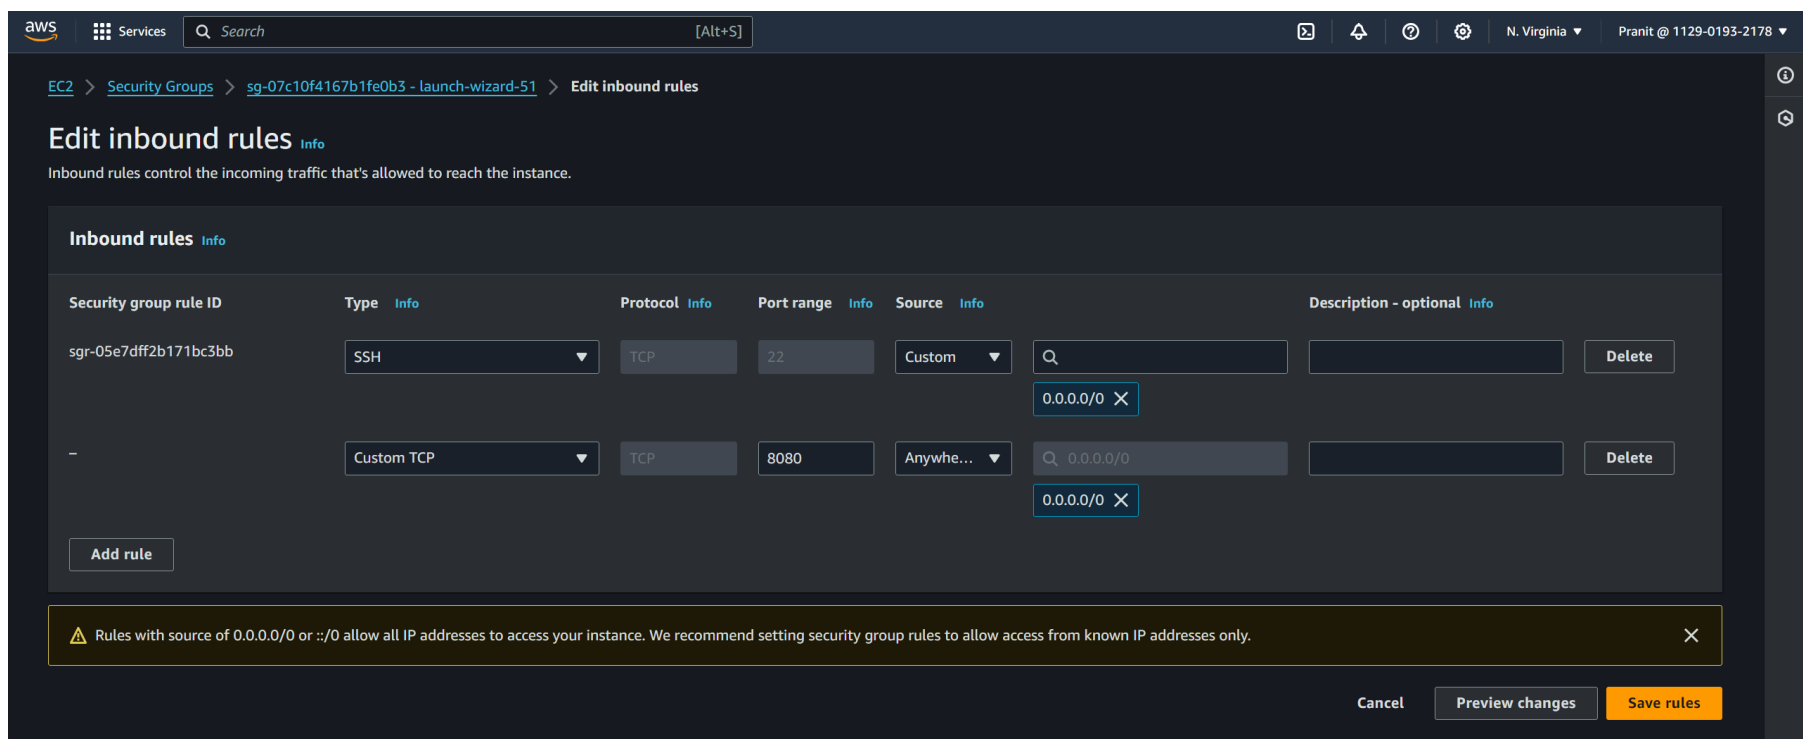 aws Services Search [Alt+S] N. Virginia ▼ Pranit @ 1129-0193-2178 ▼
EC2 > Security Groups > sg-07c10f4167b1fe0b3 - launch-wizard-51 > Edit inbound rules
Edit inbound rules Info
Inbound rules control the incoming traffic that's allowed to reach the instance.
Inbound rules Info
Security group rule ID Type Info Protocol Info Port range Info Source Info Description - optional Info
sgr-05e7dff2b171bc3bb SSH TCP 22 Custom Delete
0.0.0.0/0
– Custom TCP TCP 8080 Anywhe... 0.0.0.0/0 Delete
0.0.0.0/0
Add rule
Rules with source of 0.0.0.0/0 or ::/0 allow all IP addresses to access your instance. We recommend setting security group rules to allow access from known IP addresses only.
Cancel Preview changes Save rules